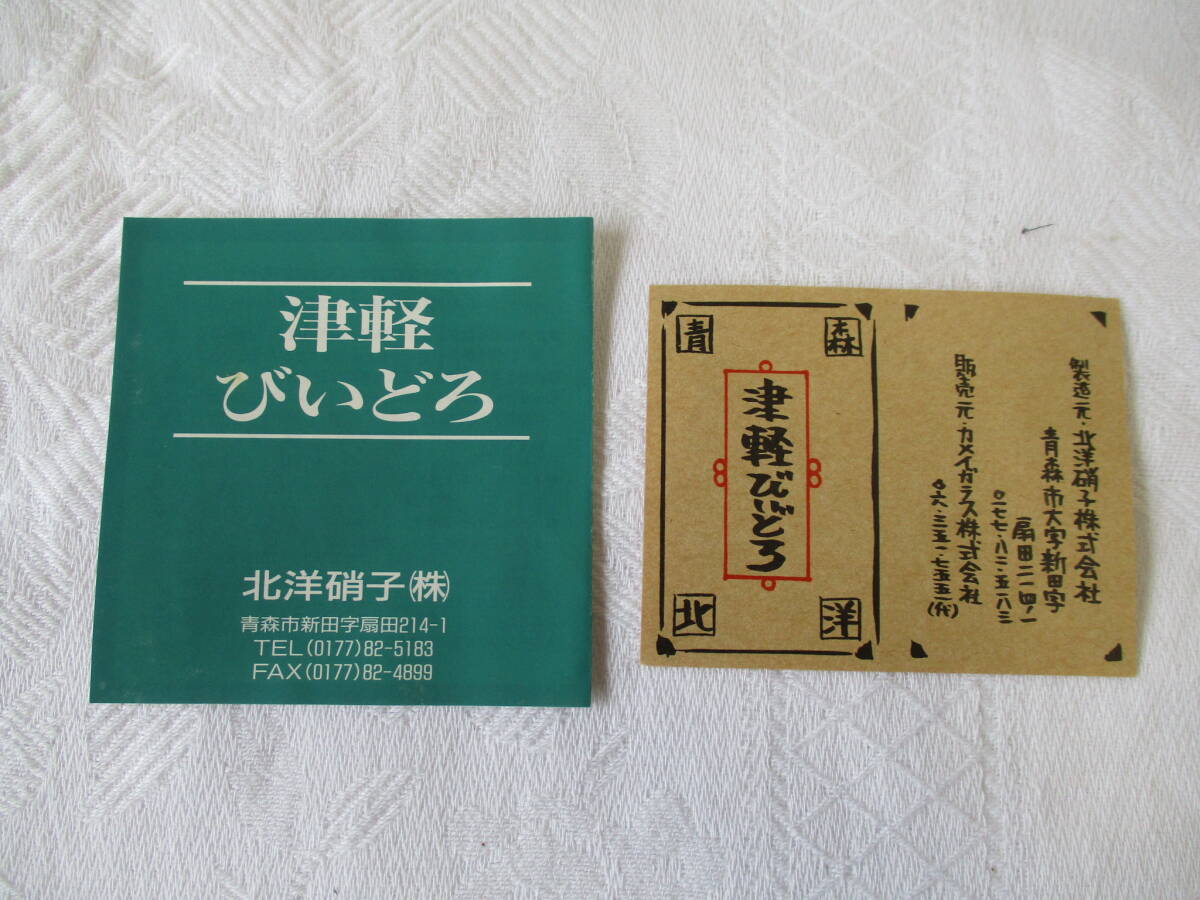 津軽
びいどろ
北洋硝子㈱
青森市新田字扇田214-1
TEL(0177)82-5183
FAX(0177)82-4899
青
森
津軽びいどろ
北
洋
製造元・北洋硝子株式会社
青森市大字新田字
扇田二一四ノ一
〇一七七・八二・五一八三
販売元・カメイガラス株式会社
〇六・三五一・七五五一(代)